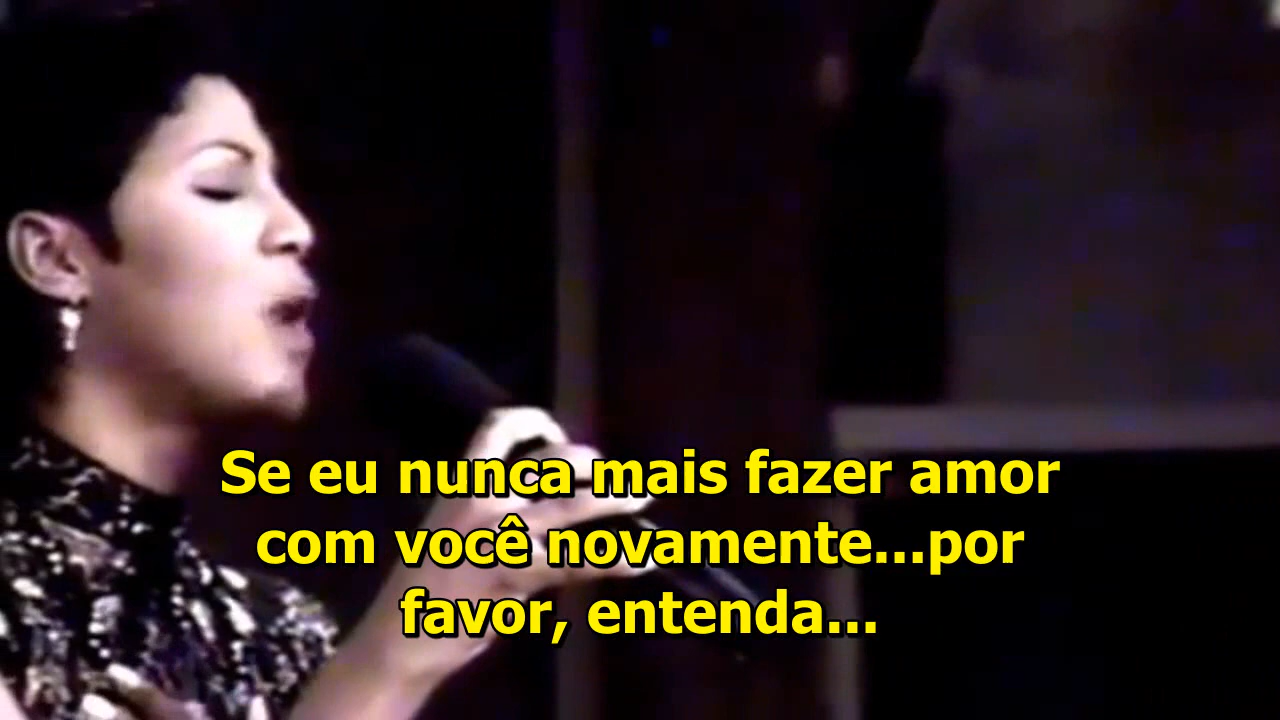 Se eu nunca mais fazer amor
com você novamente...por
favor, entenda...